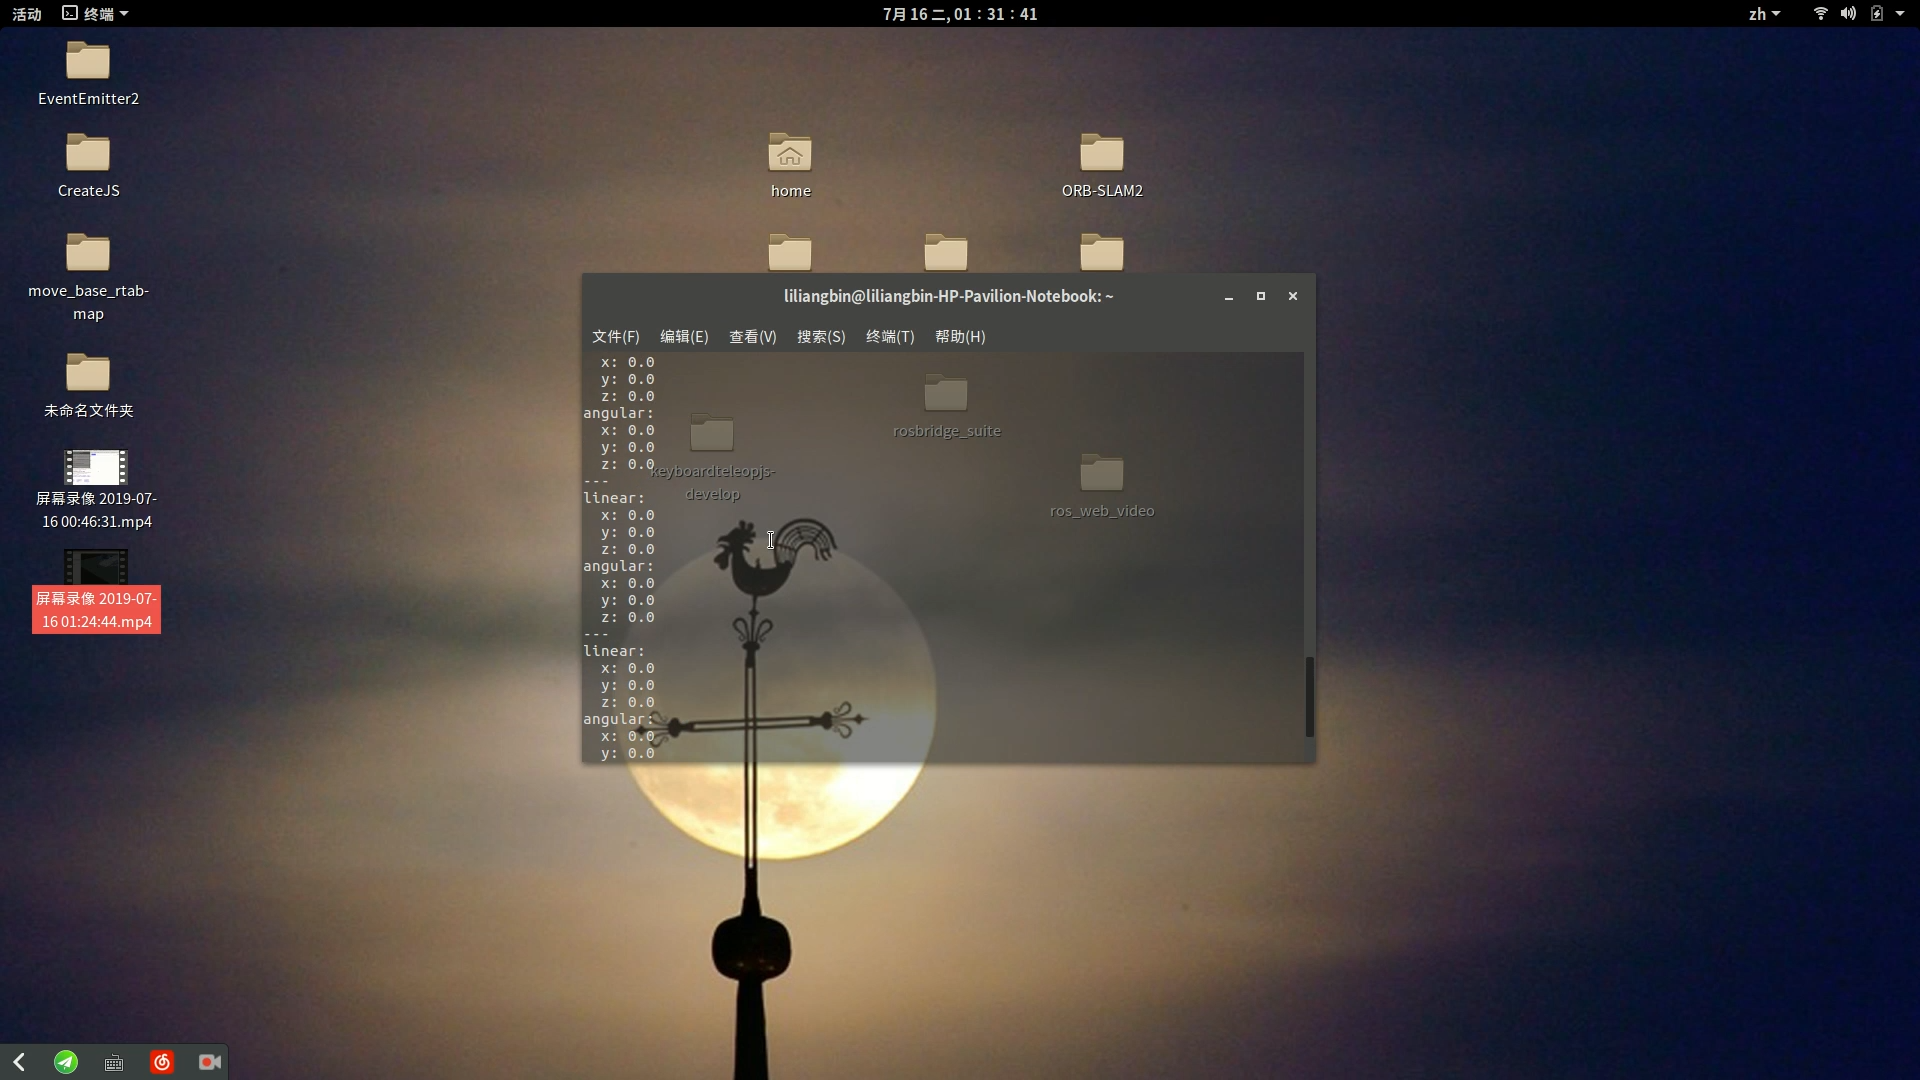 活动
终端
7月 16 二, 01：31：41
zh
EventEmitter2
CreateJS
move_base_rtab-
map
未命名文件夹
屏幕录像 2019-07-
16 00:46:31.mp4
屏幕录像 2019-07-
16 01:24:44.mp4
home
ORB-SLAM2
liliangbin@liliangbin-HP-Pavilion-Notebook: ~
文件(F) 编辑(E) 查看(V) 搜索(S) 终端(T) 帮助(H)
x: 0.0
y: 0.0
z: 0.0
angular:
x: 0.0
y: 0.0
z: 0.0
---
linear:
x: 0.0
y: 0.0
z: 0.0
angular:
x: 0.0
y: 0.0
z: 0.0
---
linear:
x: 0.0
y: 0.0
z: 0.0
angular:
x: 0.0
y: 0.0
keyboardteleopjs-
develop
rosbridge_suite
ros_web_video